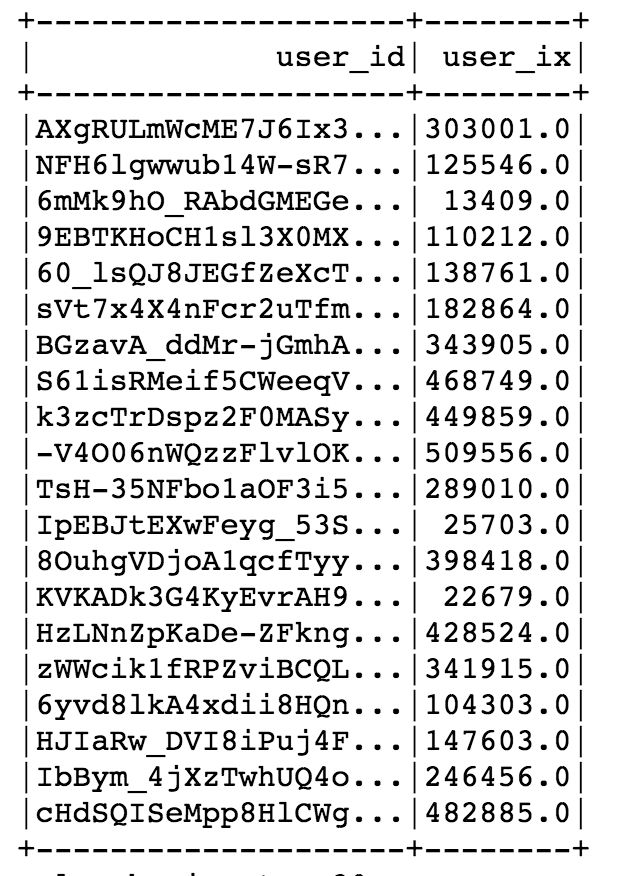 +--------------------+--------+
|             user_id| user_ix|
+--------------------+--------+
|AXgRULmWcME7J6Ix3...|303001.0|
|NFH6lgwwub14W-sR7...|125546.0|
|6mMk9hO_RAbdGMEGe...| 13409.0|
|9EBTKHoCH1sl3X0MX...|110212.0|
|60_lsQJ8JEGfZeXcT...|138761.0|
|sVt7x4X4nFcr2uTfm...|182864.0|
|BGzavA_ddMr-jGmhA...|343905.0|
|S61isRMeif5CWeeqV...|468749.0|
|k3zcTrDspz2F0MASy...|449859.0|
|-V4O06nWQzzFlvlOK...|509556.0|
|TsH-35NFbo1aOF3i5...|289010.0|
|IpEBJtEXwFeyg_53S...| 25703.0|
|8OuhgVDjoA1qcfTyy...|398418.0|
|KVKADk3G4KyEvrAH9...| 22679.0|
|HzLNnZpKaDe-ZFkng...|428524.0|
|zWWcik1fRPZviBCQL...|341915.0|
|6yvd8lkA4xdii8HQn...|104303.0|
|HJIaRw_DVI8iPuj4F...|147603.0|
|IbBym_4jXzTwhUQ4o...|246456.0|
|cHdSQISeMpp8HlCWg...|482885.0|
+--------------------+--------+